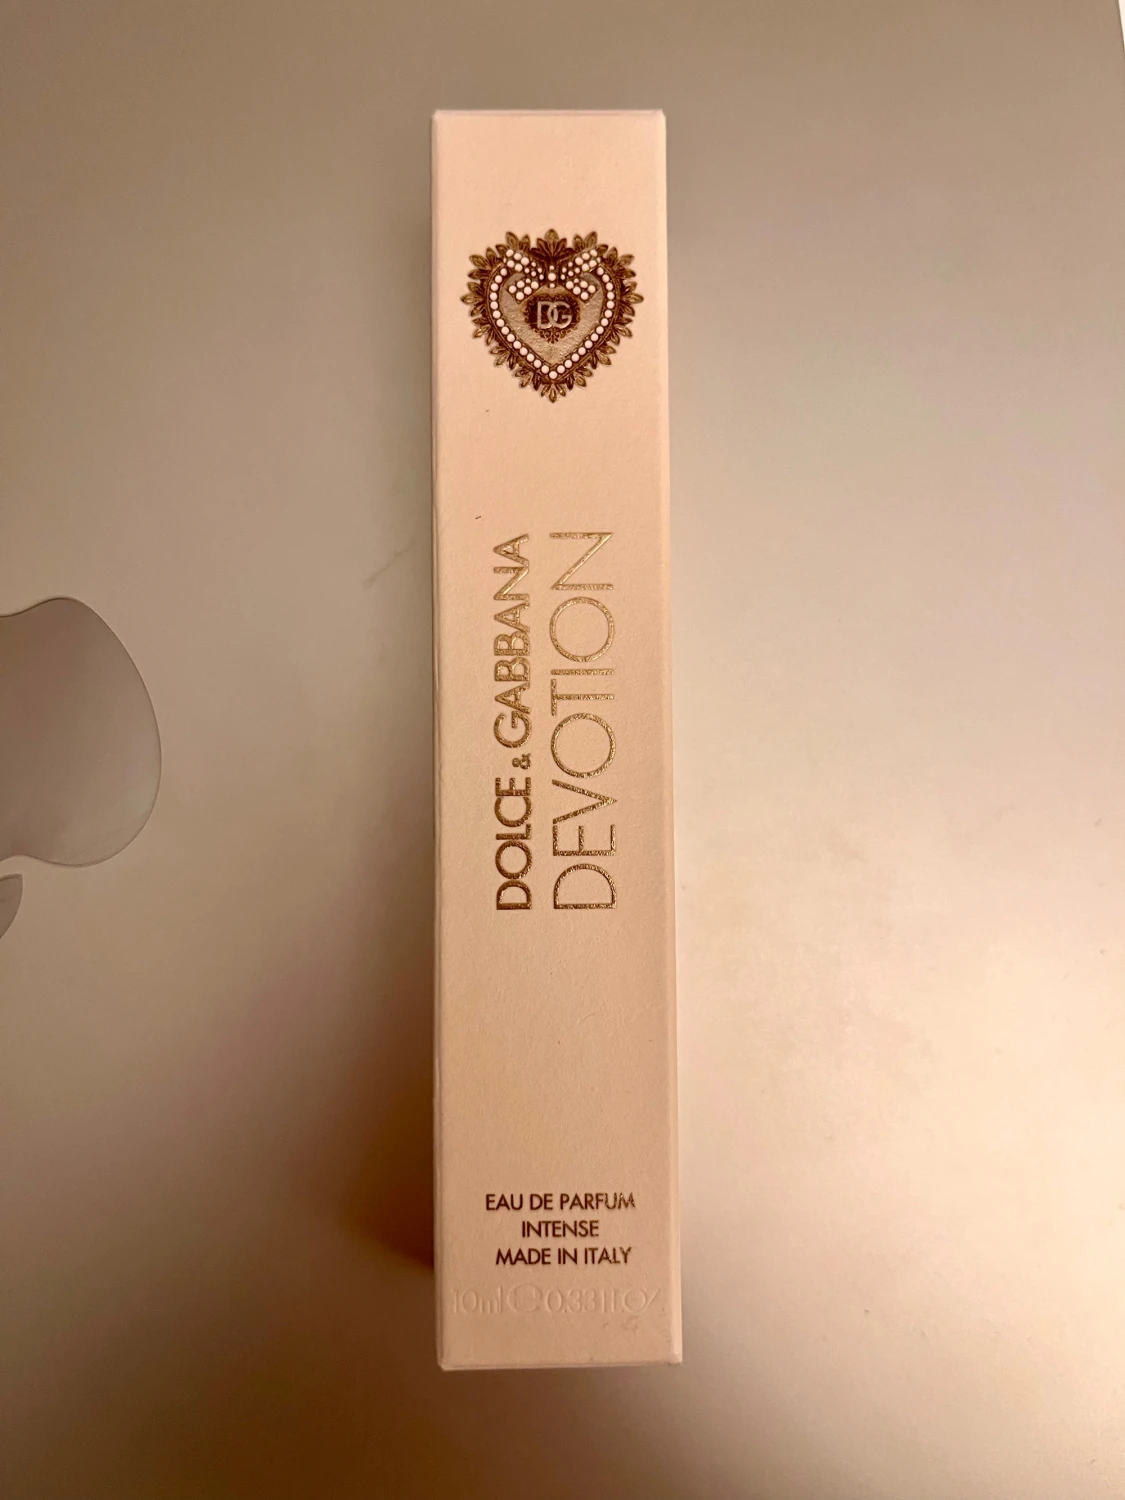 DG
DOLCE & GABBANA
DEVOTION
EAU DE PARFUM
INTENSE
MADE IN ITALY
10ml ℮ 0.33 fl.oz.